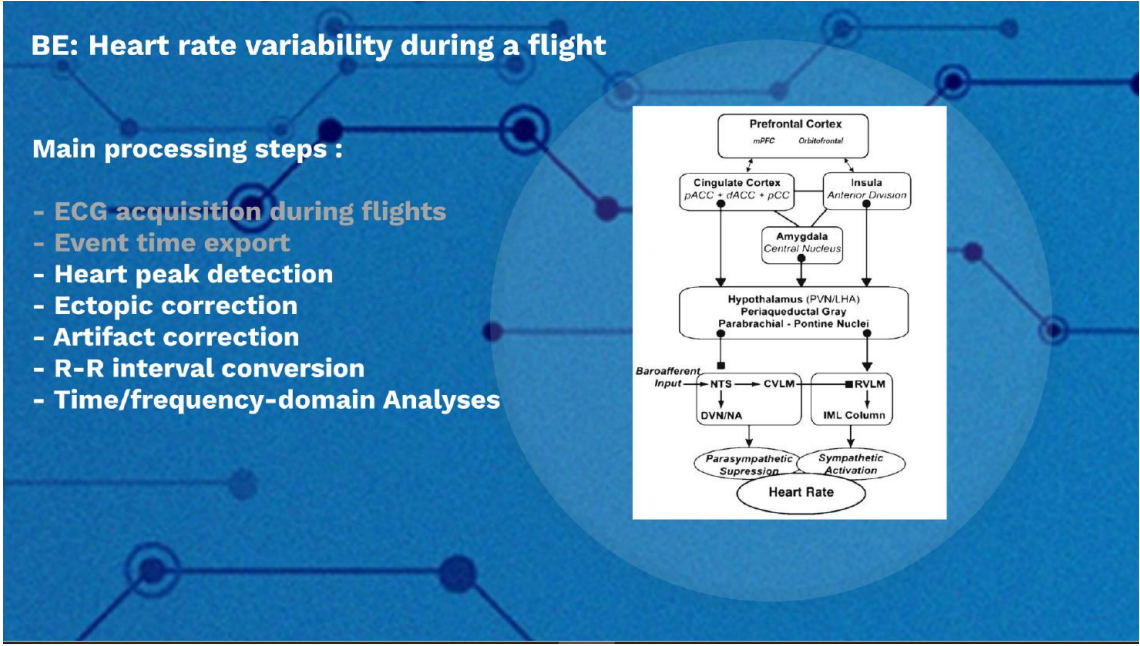 BE: Heart rate variability during a flight
Main processing steps :
- ECG acquisition during flights
- Event time export
- Heart peak detection
- Ectopic correction
- Artifact correction
- R-R interval conversion
- Time/frequency-domain Analyses
Prefrontal Cortex
mPFC Orbitofrontal
Cingulate Cortex
pACC + dACC + pCC
Insula
Anterior Division
Amygdala
Central Nucleus
Hypothalamus (PVN/LHA)
Periaqueductal Gray
Parabrachial - Pontine Nuclei
Baroafferent
Input
NTS
CVLM
RVLM
DVN/NA
IML Column
Parasympathetic
Supression
Sympathetic
Activation
Heart Rate